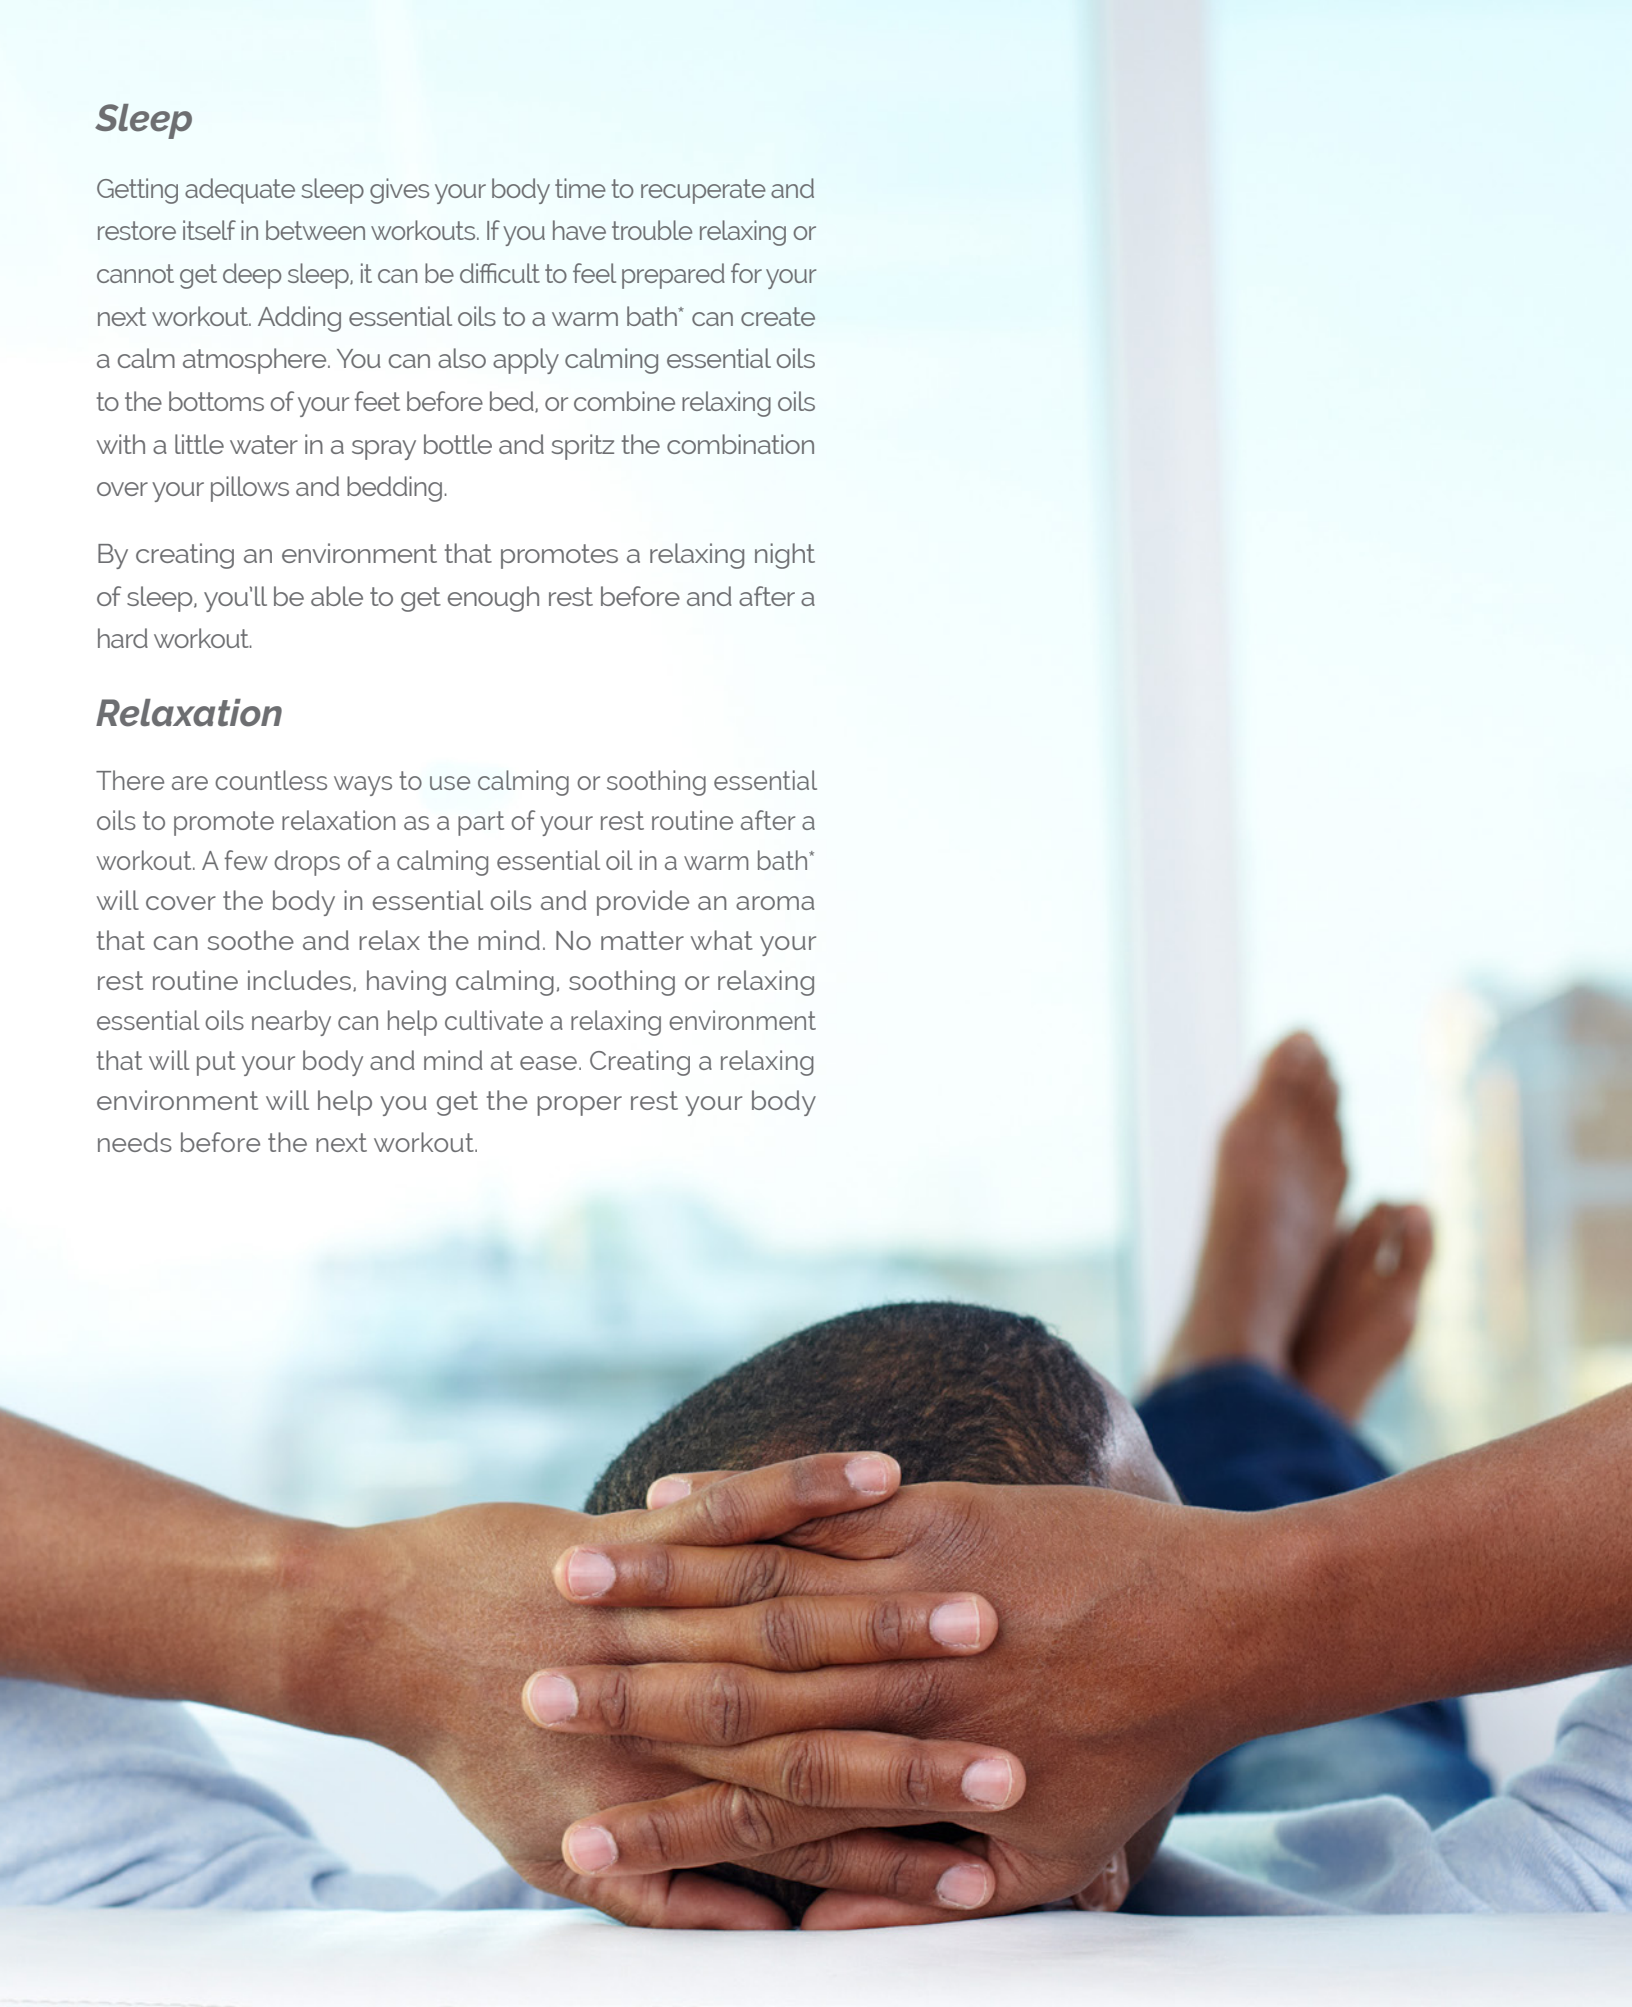 Sleep
Getting adequate sleep gives your body time to recuperate and
restore itself in between workouts. If you have trouble relaxing or
cannot get deep sleep, it can be difficult to feel prepared for your
next workout. Adding essential oils to a warm bath* can create
a calm atmosphere. You can also apply calming essential oils
to the bottoms of your feet before bed, or combine relaxing oils
with a little water in a spray bottle and spritz the combination
over your pillows and bedding.
By creating an environment that promotes a relaxing night
of sleep, you'll be able to get enough rest before and after a
hard workout.
Relaxation
There are countless ways to use calming or soothing essential
oils to promote relaxation as a part of your rest routine after a
workout. A few drops of a calming essential oil in a warm bath*
will cover the body in essential oils and provide an aroma
that can soothe and relax the mind. No matter what your
rest routine includes, having calming, soothing or relaxing
essential oils nearby can help cultivate a relaxing environment
that will put your body and mind at ease. Creating a relaxing
environment will help you get the proper rest your body
needs before the next workout.